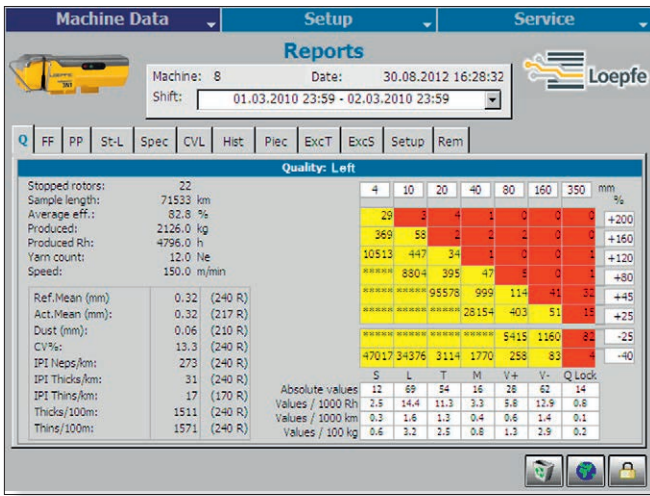 Machine Data Setup Service
Reports
LOEPFE
Machine: 8 Date: 30.08.2012 16:28:32
Loepfe
Shift: 01.03.2010 23:59 - 02.03.2010 23:59
Q FF PP St-L Spec CVL Hist Piec ExcT ExcS Setup Rem
Quality: Left
Stopped rotors: 22
Sample length: 71533 km
Average eff.: 82.8 %
Produced: 2126.0 kg
Produced Rh: 4796.0 h
Yarn count: 12.0 Ne
Speed: 150.0 m/min
Ref.Mean (mm) 0.32 (240 R)
Act.Mean (mm): 0.32 (217 R)
Dust (mm): 0.06 (210 R)
CV%: 13.3 (240 R)
IPI Neps/km: 273 (240 R)
IPI Thicks/km: 31 (240 R)
IPI Thins/km: 17 (170 R)
Thicks/100m: 1511 (240 R)
Thins/100m: 1571 (240 R)
4 10 20 40 80 160 350 mm
%
29 3 4 1 0 0 0 +200
369 58 2 2 2 0 0 +160
10513 447 34 1 0 0 1 +120
***** 8804 395 47 5 0 1 +80
***** ***** 95578 999 114 41 32 +45
***** ***** ***** 28154 403 51 15 +25
***** ***** ***** ***** 5415 1160 82 -25
47017 34376 3114 1770 258 83 4 -40
S L T M V+ V- Q Lock
Absolute values 12 69 54 16 28 62 14
Values / 1000 Rh 2.5 14.4 11.3 3.3 5.8 12.9 0.8
Values / 1000 km 0.3 1.6 1.3 0.4 0.6 1.4 0.1
Values / 100 kg 0.6 3.2 2.5 0.8 1.3 2.9 0.2